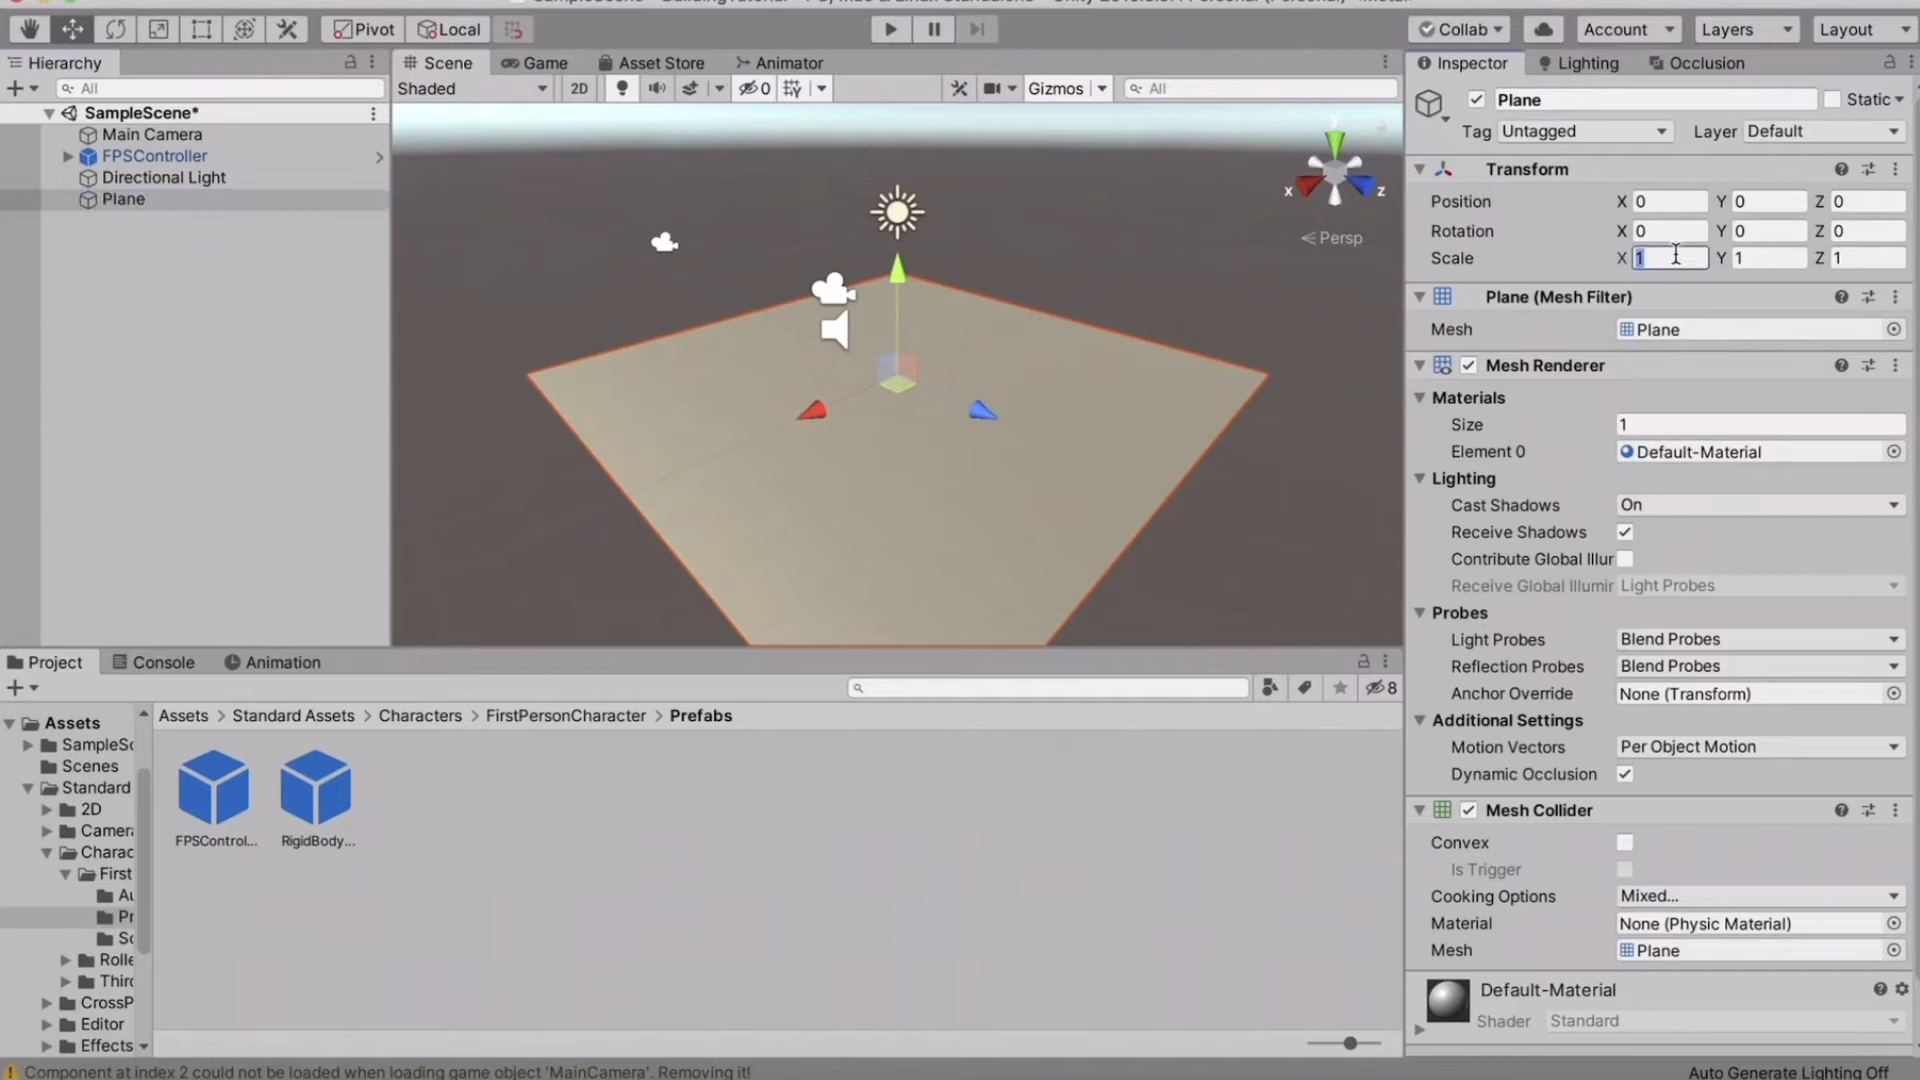 Pivot Local Collab Account Layers Layout
Hierarchy Scene Game Asset Store Animator Inspector Lighting Occlusion
All Shaded 2D 0 Gizmos All
Plane Static
Tag Untagged Layer Default
SampleScene*
Main Camera
FPSController
Directional Light
Plane
y
x z
Persp
Transform
Position X 0 Y 0 Z 0
Rotation X 0 Y 0 Z 0
Scale X 1 Y 1 Z 1
Plane (Mesh Filter)
Mesh Plane
Mesh Renderer
Materials
Size 1
Element 0 Default-Material
Lighting
Cast Shadows On
Receive Shadows
Contribute Global Illur
Receive Global Illumir Light Probes
Probes
Light Probes Blend Probes
Reflection Probes Blend Probes
Anchor Override None (Transform)
Additional Settings
Motion Vectors Per Object Motion
Dynamic Occlusion
Mesh Collider
Convex
Is Trigger
Cooking Options Mixed...
Material None (Physic Material)
Mesh Plane
Default-Material
Shader Standard
Project Console Animation
8
Assets > Standard Assets > Characters > FirstPersonCharacter > Prefabs
Assets
SampleSc
Scenes
Standard
2D
Camera
Charac
First
Au
Pr
Sc
Rolle
Thirc
CrossP
Editor
Effects
FPSControl... RigidBody...
Component at index 2 could not be loaded when loading game object 'MainCamera'. Removing it!
Auto Generate Lighting Off